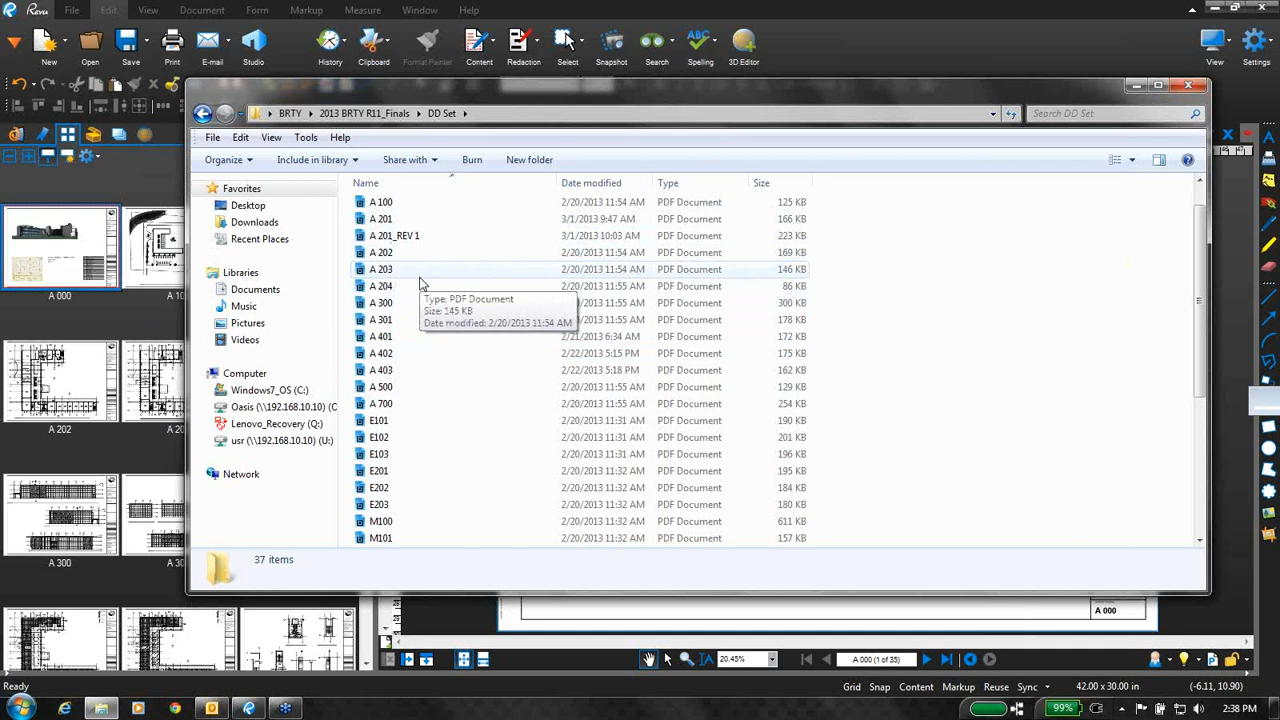 Revu File Edit View Document Form Markup Measure Window Help
New Open Save Print E-mail Studio History Clipboard Format Painter Content Redaction Select Snapshot Search Spelling 3D Editor View Settings
BRTY 2013 BRTY R11_Finals DD Set Search DD Set
File Edit View Tools Help
Organize Include in library Share with Burn New folder
Name Date modified Type Size
Favorites
Desktop
Downloads
Recent Places
Libraries
Documents
Music
Pictures
Videos
Computer
Windows7_OS (C:)
Oasis (\\192.168.10.10) (O
Lenovo_Recovery (Q:)
usr (\\192.168.10.10) (U:)
Network
A 100 2/20/2013 11:54 AM PDF Document 125 KB
A 201 3/1/2013 9:47 AM PDF Document 166 KB
A 201_REV 1 3/1/2013 10:03 AM PDF Document 223 KB
A 202 2/20/2013 11:54 AM PDF Document 169 KB
A 203 2/20/2013 11:54 AM PDF Document 146 KB
A 204 2/20/2013 11:55 AM PDF Document 86 KB
A 300 :55 AM PDF Document 300 KB
A 301 :55 AM PDF Document 178 KB
A 401 2/21/2013 6:34 AM PDF Document 172 KB
A 402 2/22/2013 5:15 PM PDF Document 175 KB
A 403 2/22/2013 5:18 PM PDF Document 162 KB
A 500 2/20/2013 11:55 AM PDF Document 129 KB
A 700 2/20/2013 11:55 AM PDF Document 254 KB
E101 2/20/2013 11:31 AM PDF Document 190 KB
E102 2/20/2013 11:31 AM PDF Document 201 KB
E103 2/20/2013 11:31 AM PDF Document 196 KB
E201 2/20/2013 11:32 AM PDF Document 195 KB
E202 2/20/2013 11:32 AM PDF Document 184 KB
E203 2/20/2013 11:32 AM PDF Document 180 KB
M100 2/20/2013 11:32 AM PDF Document 611 KB
M101 2/20/2013 11:32 AM PDF Document 157 KB
Type: PDF Document
Size: 145 KB
Date modified: 2/20/2013 11:54 AM
37 items
A 000 A 10
A 202 A 20
A 300 A 30
A 000
20.45% A 000 (1 of 35)
Ready Grid Snap Content Markup Reuse Sync 42.00 x 30.00 in (-6.11, 10.90)
99% 2:38 PM